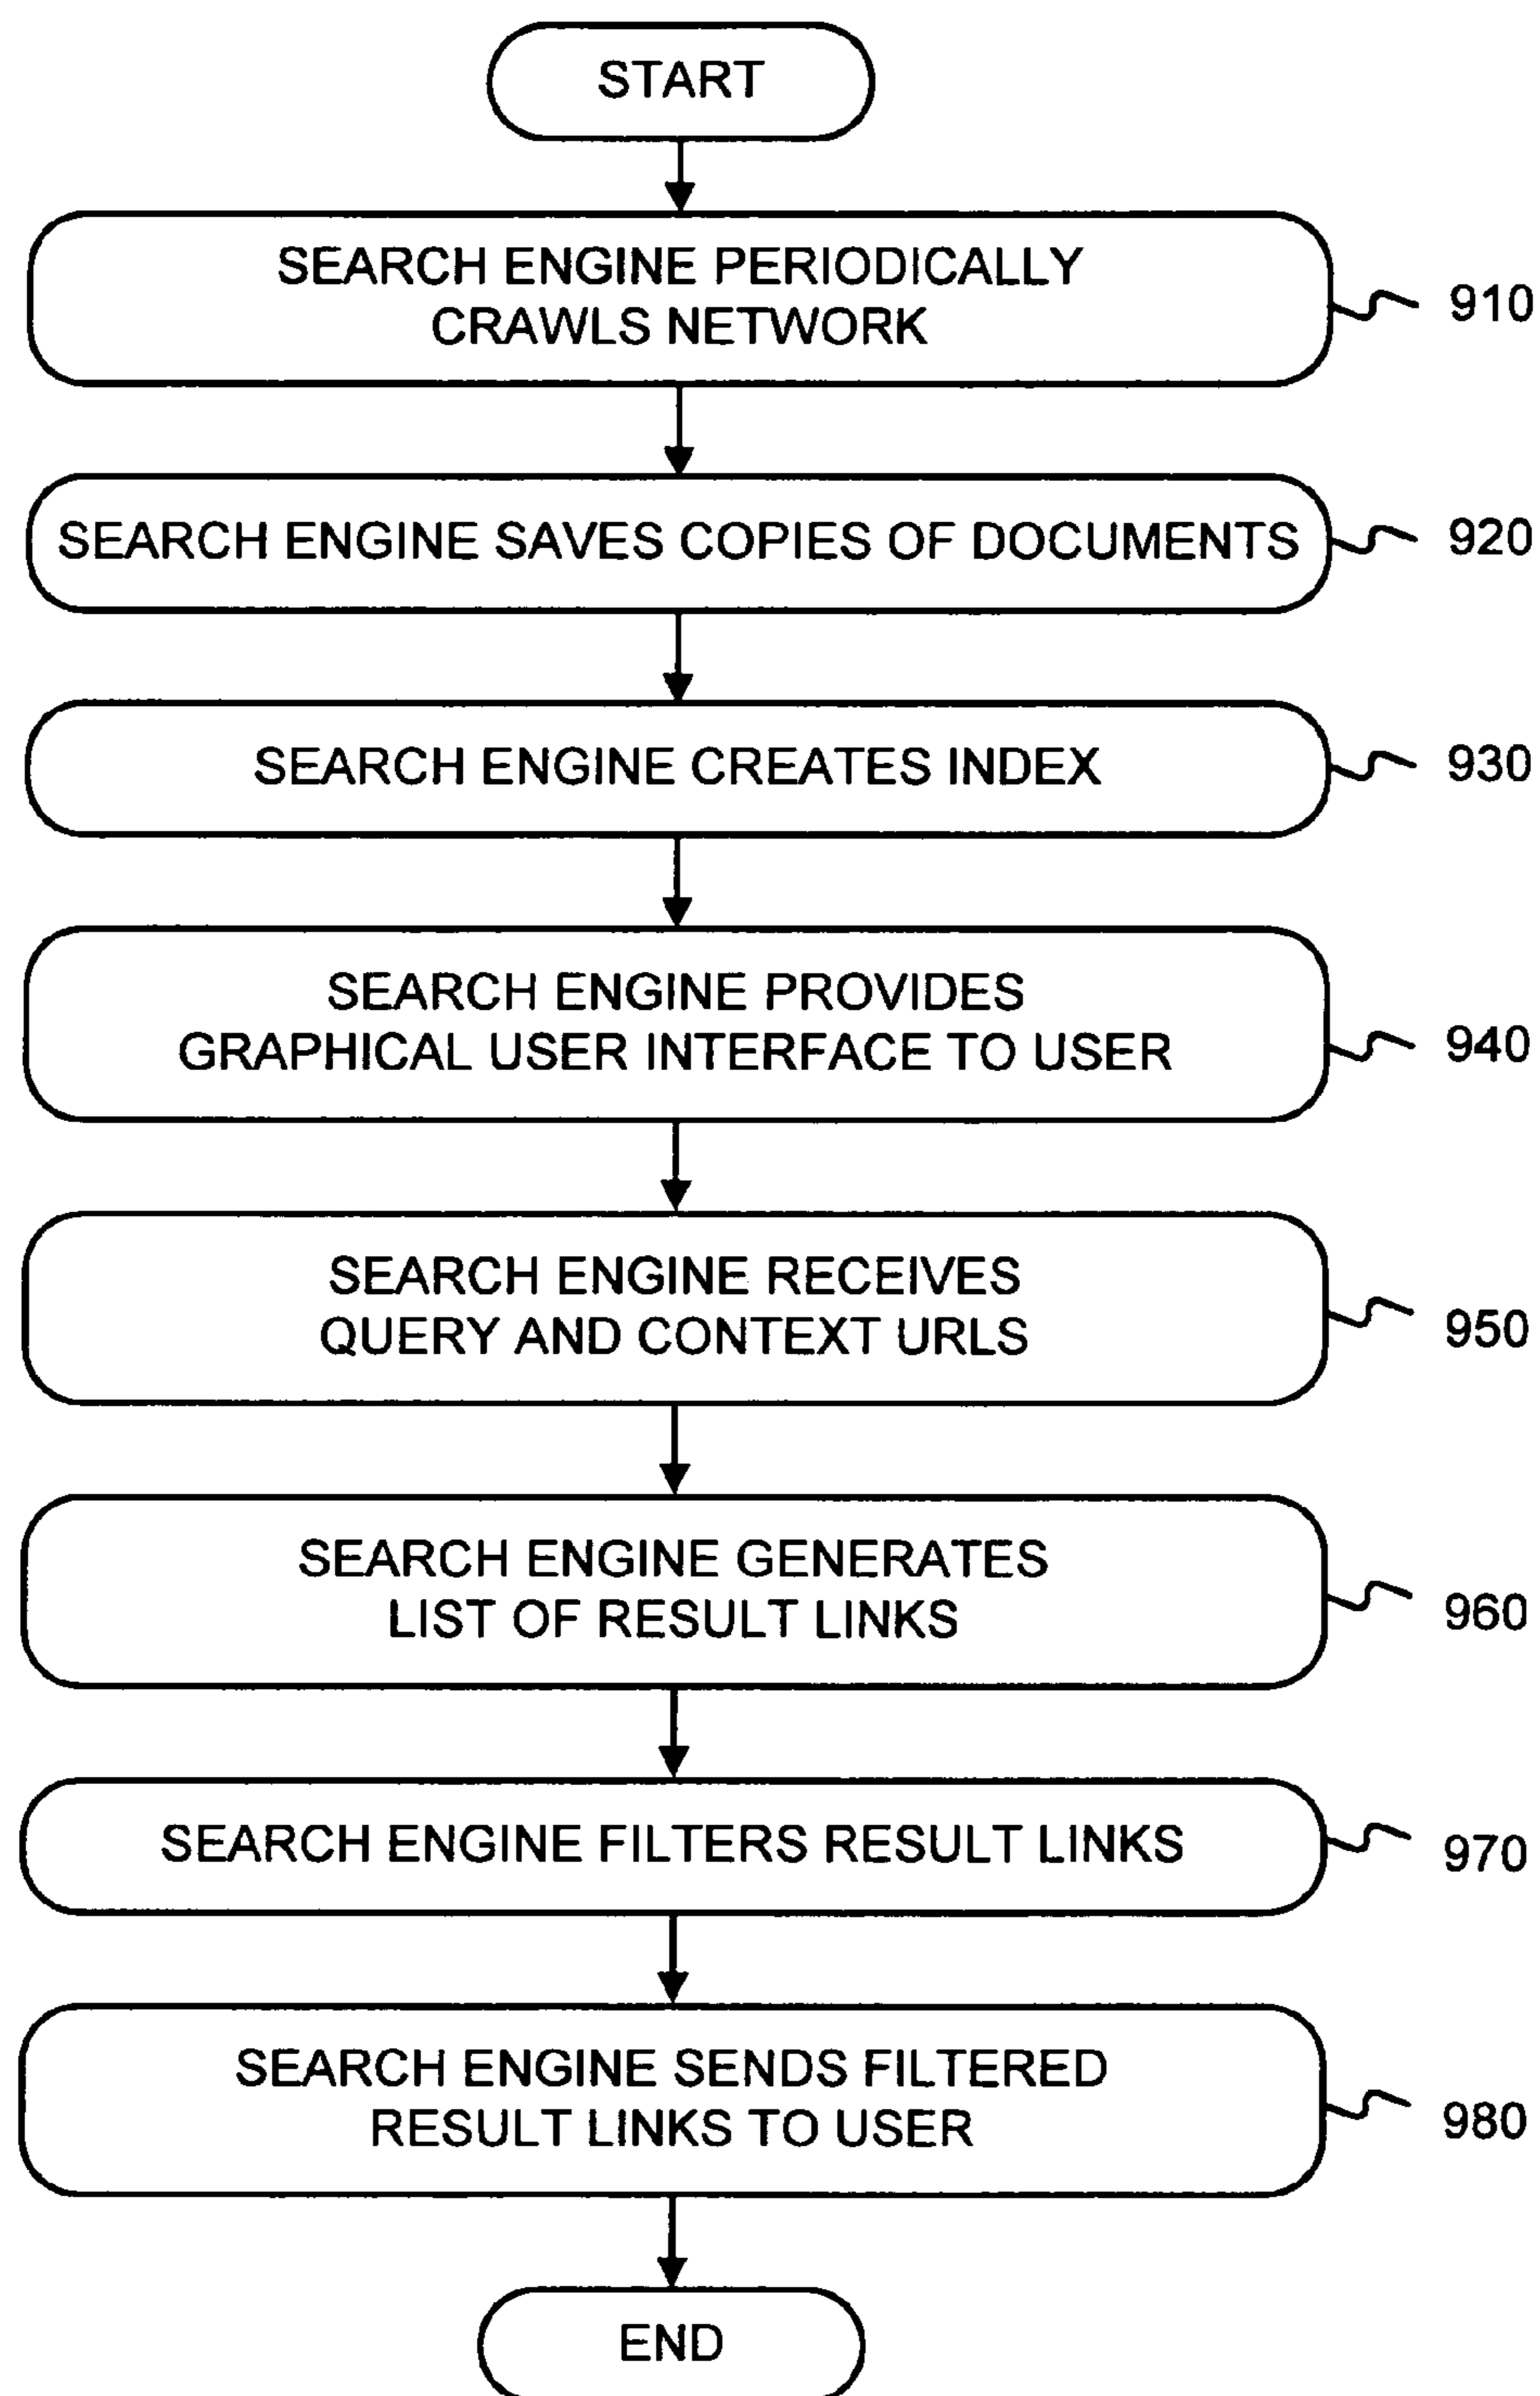 START
SEARCH ENGINE PERIODICALLY
CRAWLS NETWORK
910
SEARCH ENGINE SAVES COPIES OF DOCUMENTS
920
SEARCH ENGINE CREATES INDEX
930
SEARCH ENGINE PROVIDES
GRAPHICAL USER INTERFACE TO USER
940
SEARCH ENGINE RECEIVES
QUERY AND CONTEXT URLS
950
SEARCH ENGINE GENERATES
LIST OF RESULT LINKS
960
SEARCH ENGINE FILTERS RESULT LINKS
970
SEARCH ENGINE SENDS FILTERED
RESULT LINKS TO USER
980
END